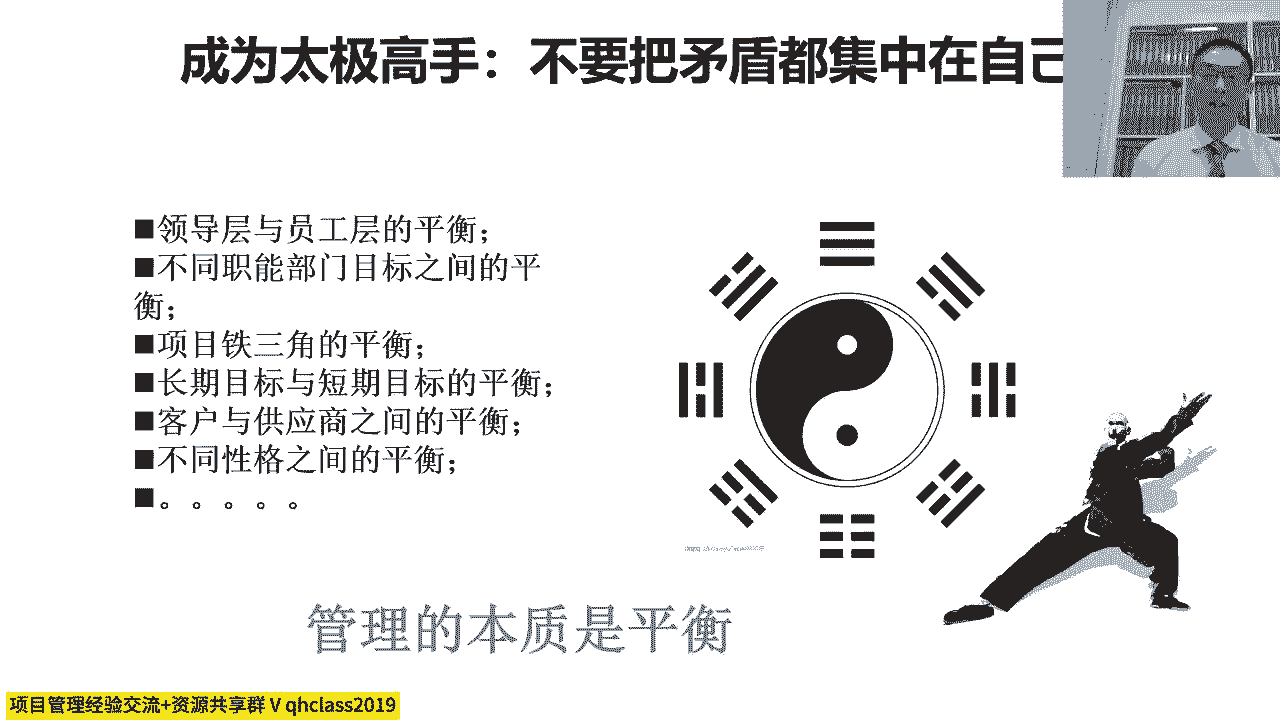 成为太极高手：不要把矛盾都集中在自己
■领导层与员工层的平衡；
■不同职能部门目标之间的平
衡；
■项目铁三角的平衡；
■长期目标与短期目标的平衡；
■客户与供应商之间的平衡；
■不同性格之间的平衡；
■。。。。。
管理的本质是平衡
项目管理经验交流+资源共享群 V qhclass2019